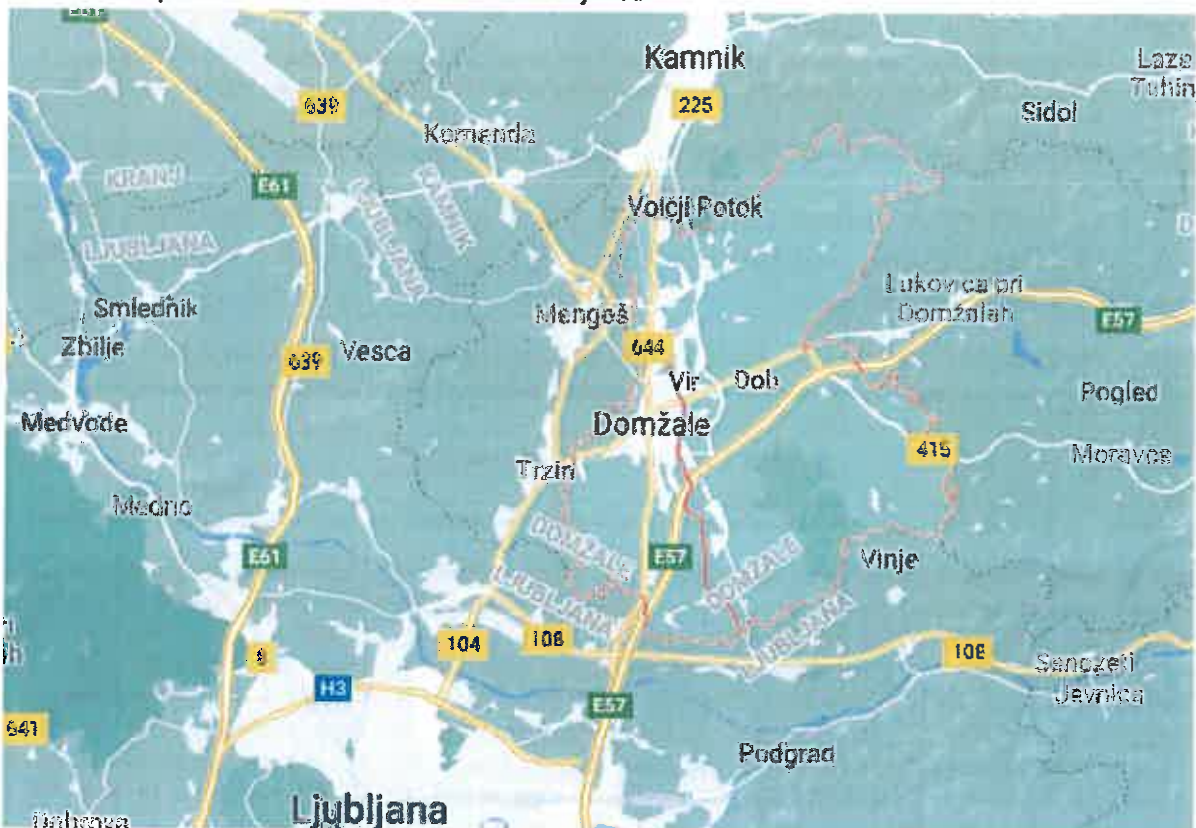 Kamnik
Laze
225
639
Sidol
Komenda
KRANJ
E61
KAMNIK
LJUBLJANA
Volčji Potok
LJUBLJANA
Lukovica pri
Domžalah
Smlednik
Mengeš
E57
Zbilje
639
Vesca
644
Vir
Dob
Pogled
Medvode
Domžale
415
Moravče
Trzin
Medno
DOMŽALE
E61
E57
DOMŽALE
Vinje
LJUBLJANA
LJUBLJANA
104
108
108
Senožeti
H3
Jevnica
E57
641
Podgrad
Ljubljana